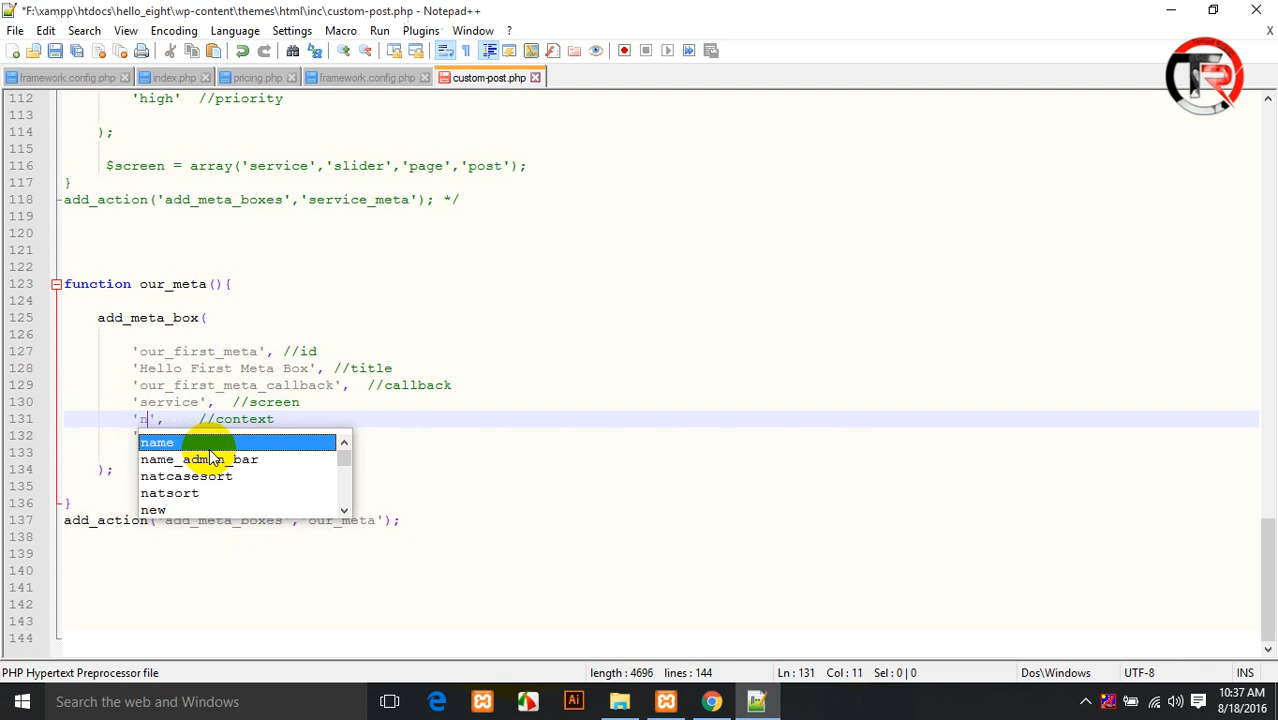 *F:\xampp\htdocs\hello_eight\wp-content\themes\html\inc\custom-post.php - Notepad++
File Edit Search View Encoding Language Settings Macro Run Plugins Window ?
X
framework.config.php index.php pricing.php framework.config.php custom-post.php
TR
112 'high' //priority
113
114 );
115
116 $screen = array('service','slider','page','post');
117 }
118 add_action('add_meta_boxes','service_meta'); */
119
120
121
122
123 function our_meta(){
124
125 add_meta_box(
126
127 'our_first_meta', //id
128 'Hello First Meta Box', //title
129 'our_first_meta_callback', //callback
130 'service', //screen
131 'n', //context
132 '
133
134 );
135
136 }
137 add_action('add_meta_boxes','our_meta');
138
139
140
141
142
143
144
name
name_admin_bar
natcasesort
natsort
new
PHP Hypertext Preprocessor file length : 4696 lines : 144 Ln : 131 Col : 11 Sel : 0 | 0 Dos\Windows UTF-8 INS
Search the web and Windows
Ai
10:37 AM
8/18/2016